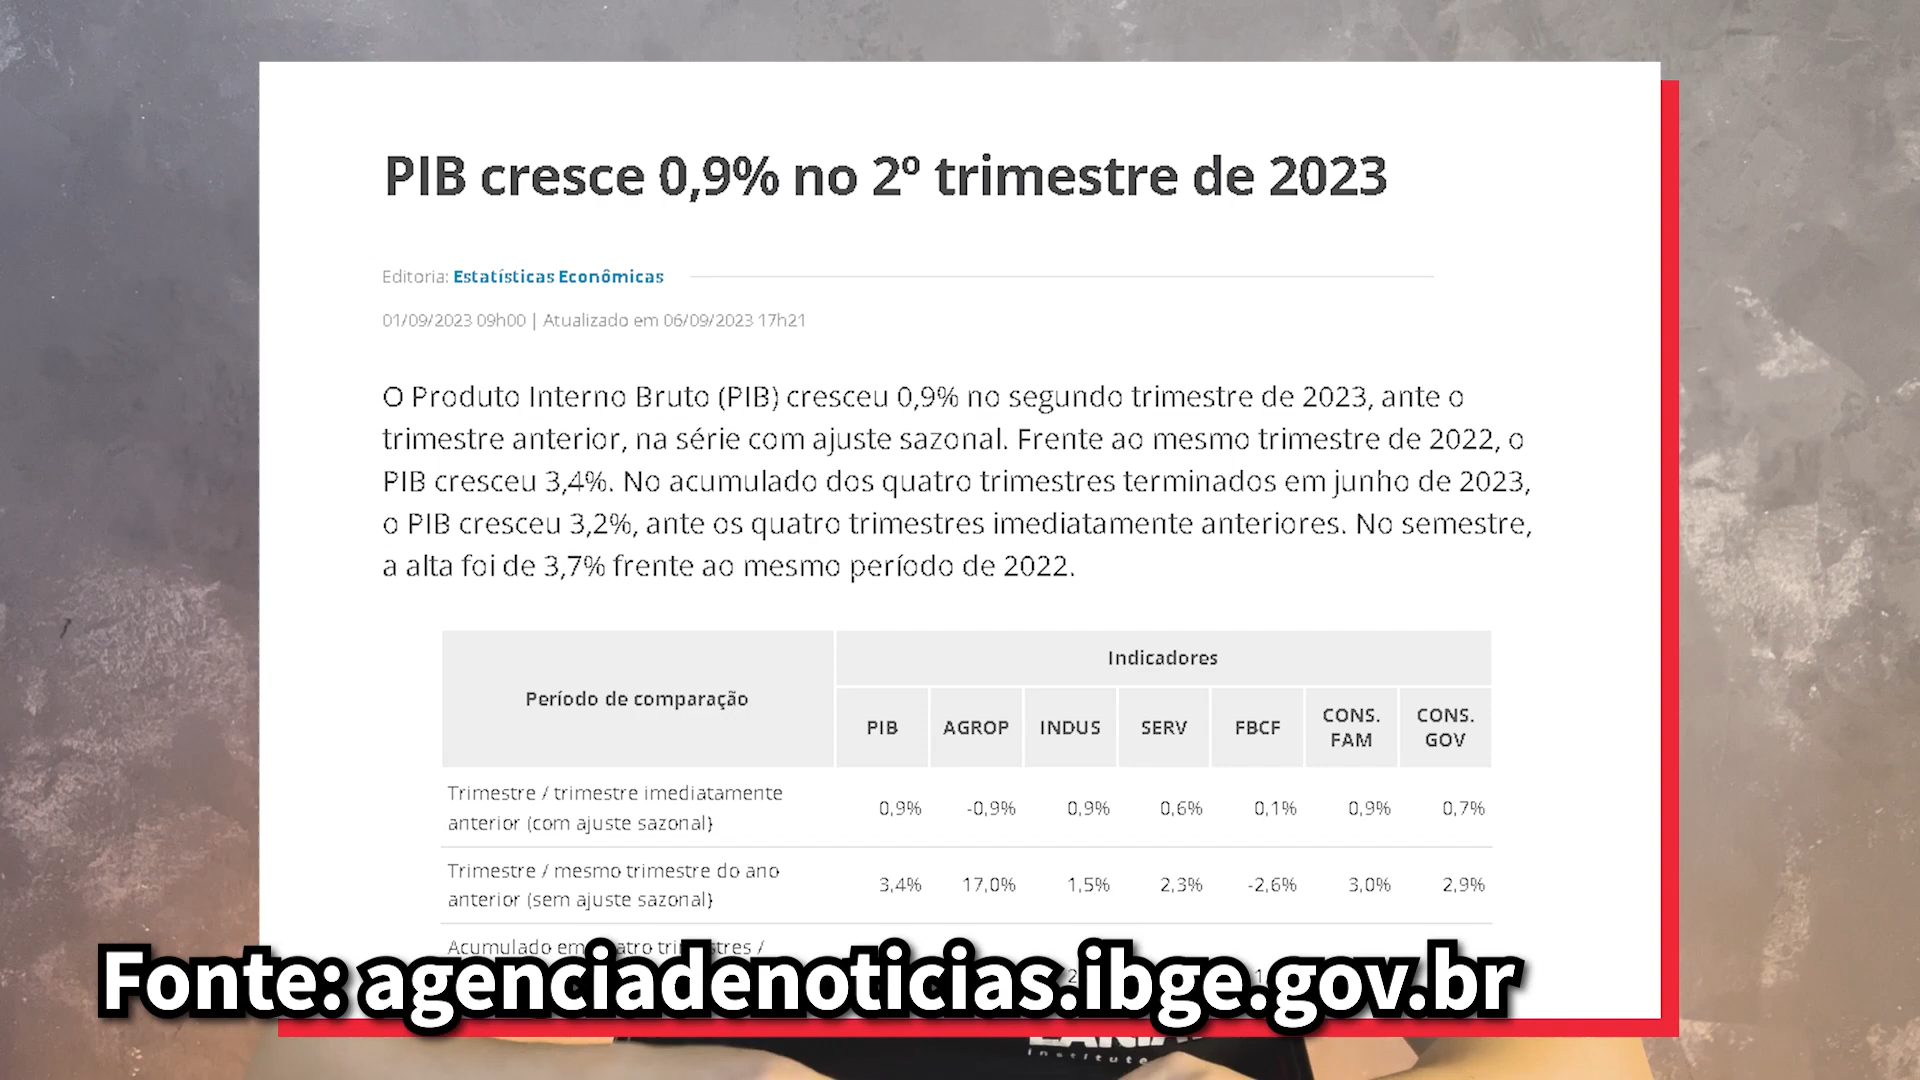 PIB cresce 0,9% no 2º trimestre de 2023
Editoria: Estatísticas Econômicas
01/09/2023 09h00 | Atualizado em 06/09/2023 17h21
O Produto Interno Bruto (PIB) cresceu 0,9% no segundo trimestre de 2023, ante o
trimestre anterior, na série com ajuste sazonal. Frente ao mesmo trimestre de 2022, o
PIB cresceu 3,4%. No acumulado dos quatro trimestres terminados em junho de 2023,
o PIB cresceu 3,2%, ante os quatro trimestres imediatamente anteriores. No semestre,
a alta foi de 3,7% frente ao mesmo período de 2022.
Indicadores
Período de comparação
PIB AGROP INDUS SERV FBCF CONS. FAM CONS. GOV
Trimestre / trimestre imediatamente
anterior (com ajuste sazonal)
0,9% -0,9% 0,9% 0,6% 0,1% 0,9% 0,7%
Trimestre / mesmo trimestre do ano
anterior (sem ajuste sazonal)
3,4% 17,0% 1,5% 2,3% -2,6% 3,0% 2,9%
Acumulado em
Fonte: agenciadenoticias.ibge.gov.br
institute